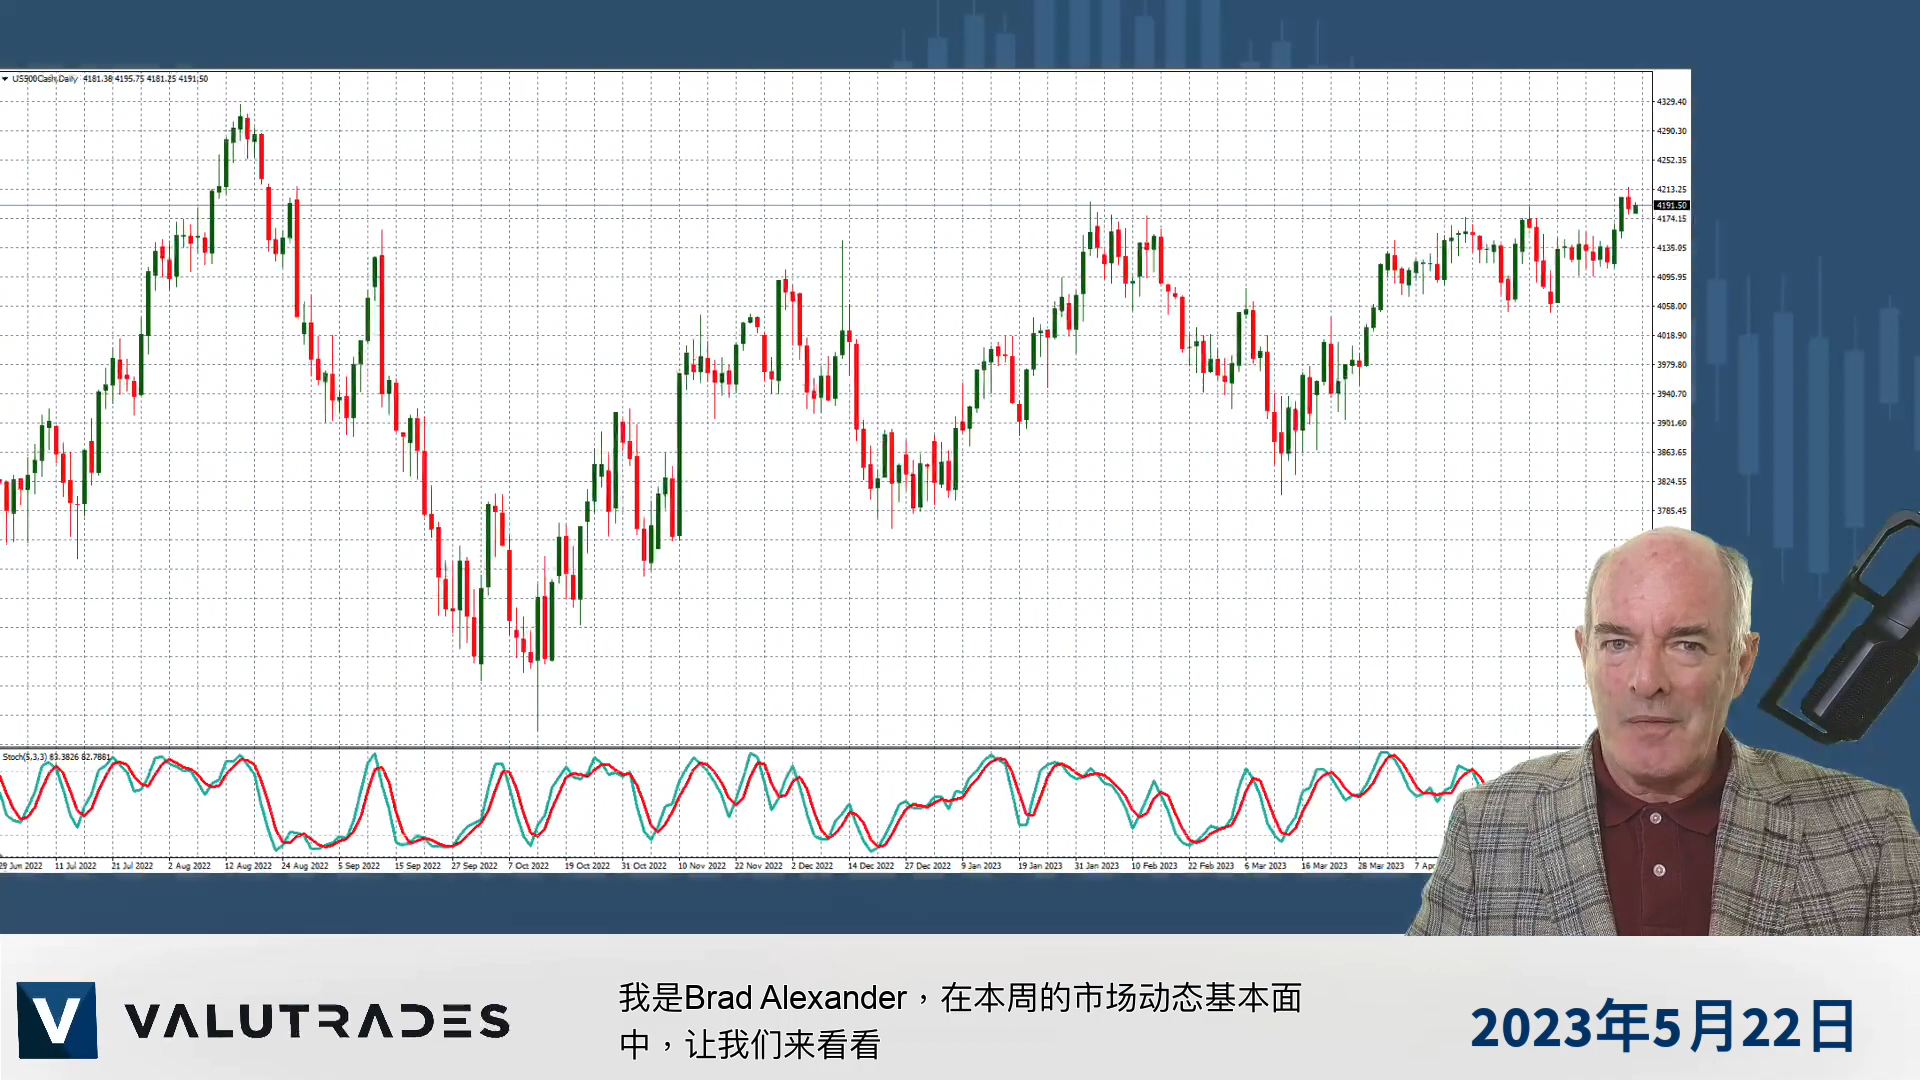 US500Cash,Daily 4181.38 4195.75 4181.25 4191.50
4329.40
4290.30
4252.35
4213.25
4191.50
4174.15
4135.05
4095.95
4058.00
4018.90
3979.80
3940.70
3901.60
3863.65
3824.55
3785.45
Stoch(5,3,3) 83.3826 82.7881
29 Jun 2022 11 Jul 2022 21 Jul 2022 2 Aug 2022 12 Aug 2022 24 Aug 2022 5 Sep 2022 15 Sep 2022 27 Sep 2022 7 Oct 2022 19 Oct 2022 31 Oct 2022 10 Nov 2022 22 Nov 2022 2 Dec 2022 14 Dec 2022 27 Dec 2022 9 Jan 2023 19 Jan 2023 31 Jan 2023 10 Feb 2023 22 Feb 2023 6 Mar 2023 16 Mar 2023 28 Mar 2023 7 Apr
V VALUTRADES
我是Brad Alexander，在本周的市场动态基本面
中，让我们来看看
2023年5月22日